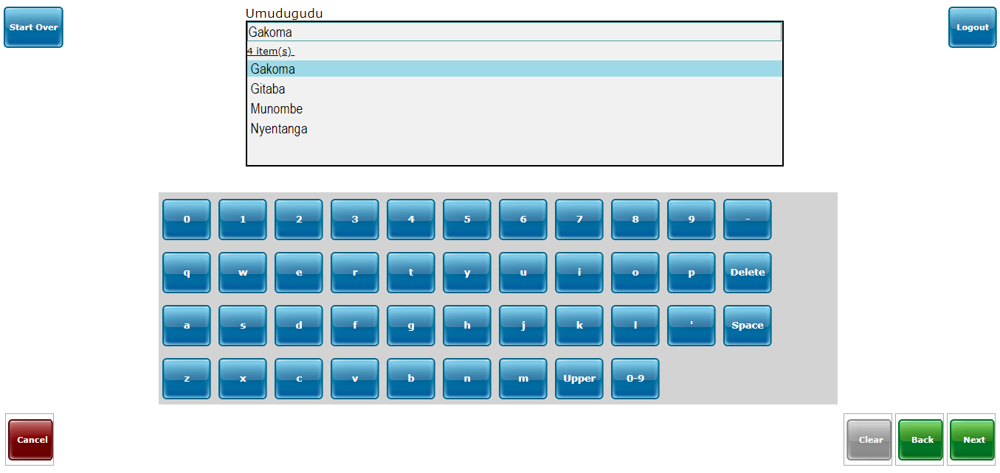 Start Over
Umudugudu
Logout
Gakoma
4 item(s)
Gakoma
Gitaba
Munombe
Nyentanga
0 1 2 3 4 5 6 7 8 9 -
q w e r t y u i o p Delete
a s d f g h j k l ' Space
z x c v b n m Upper 0-9
Cancel Clear Back Next